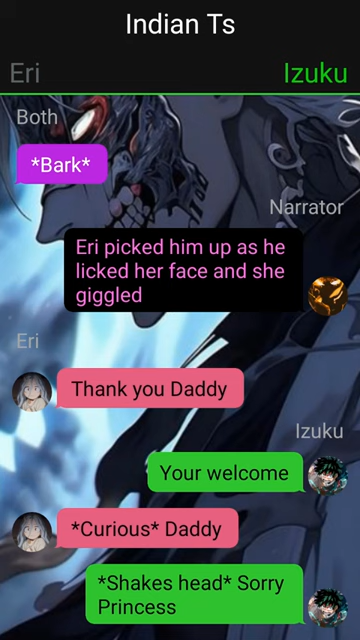 Indian Ts
Eri
Izuku
Both
*Bark*
Narrator
Eri picked him up as he
licked her face and she
giggled
Eri
Thank you Daddy
Izuku
Your welcome
*Curious* Daddy
*Shakes head* Sorry
Princess